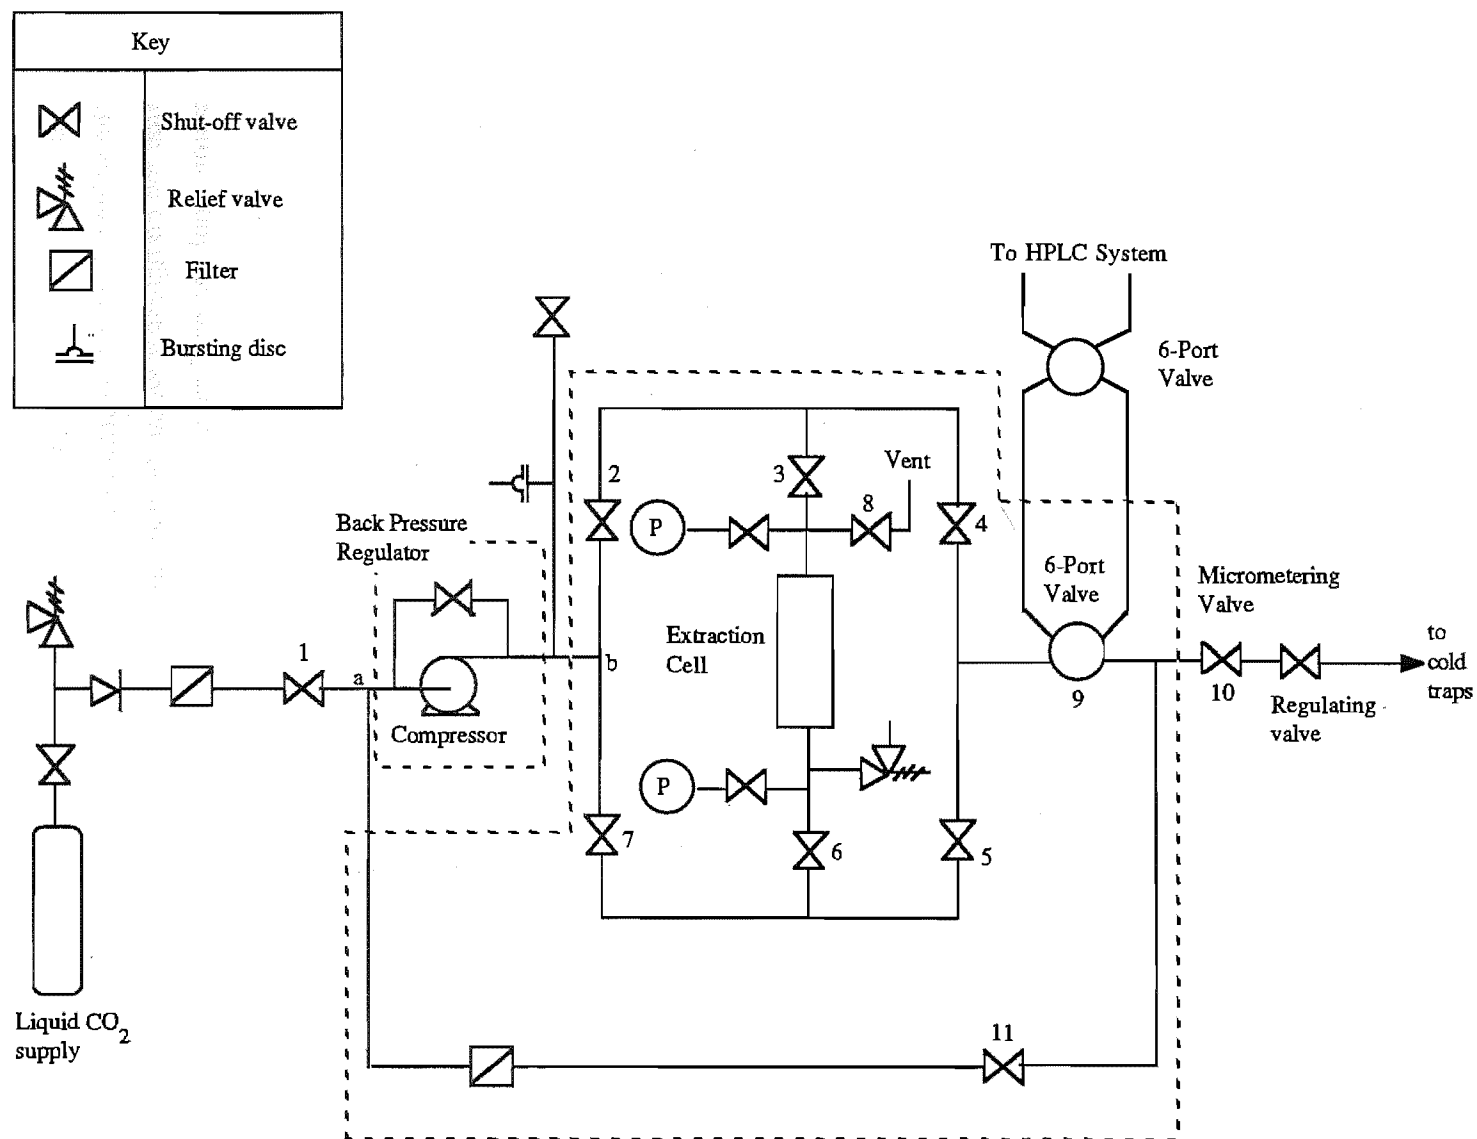 Key
Shut-off valve
Relief valve
Filter
Bursting disc
To HPLC System
6-Port
Valve
Vent
2
3
8
4
P
Back Pressure
Regulator
6-Port
Valve
Micrometering
Valve
Extraction
Cell
1
a
b
to
cold
traps
9
10
Regulating
valve
Compressor
P
7
6
5
Liquid CO2
supply
11